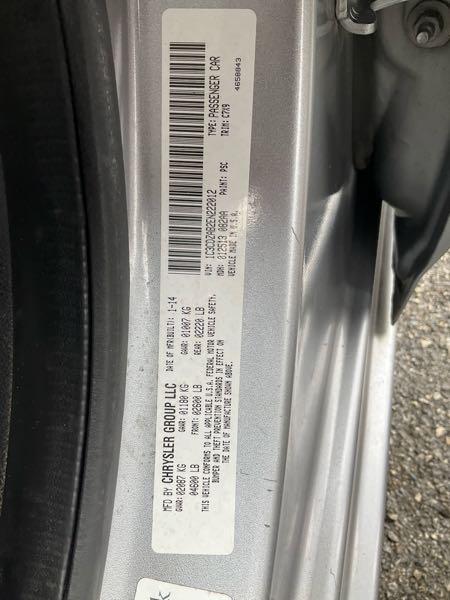 MFD BY CHRYSLER GROUP LLC
DATE OF MFR(BUILT): 1-14
GVWR: 02087 KG
GAWR: 01180 KG
GAWR: 01007 KG
04600 LB
FRONT: 02600 LB
REAR: 02220 LB
THIS VEHICLE CONFORMS TO ALL APPLICABLE U.S.A. FEDERAL MOTOR VEHICLE SAFETY,
BUMPER AND THEFT PREVENTION STANDARDS IN EFFECT ON
THE DATE OF MANUFACTURE SHOWN ABOVE.
VIN: 1C3CDZAB2EN222012
TYPE: PASSENGER CAR
MDH: 012513 082AA
PAINT: PSC
TRIM: C7X9
VEHICLE MADE IN U.S.A.
4658843